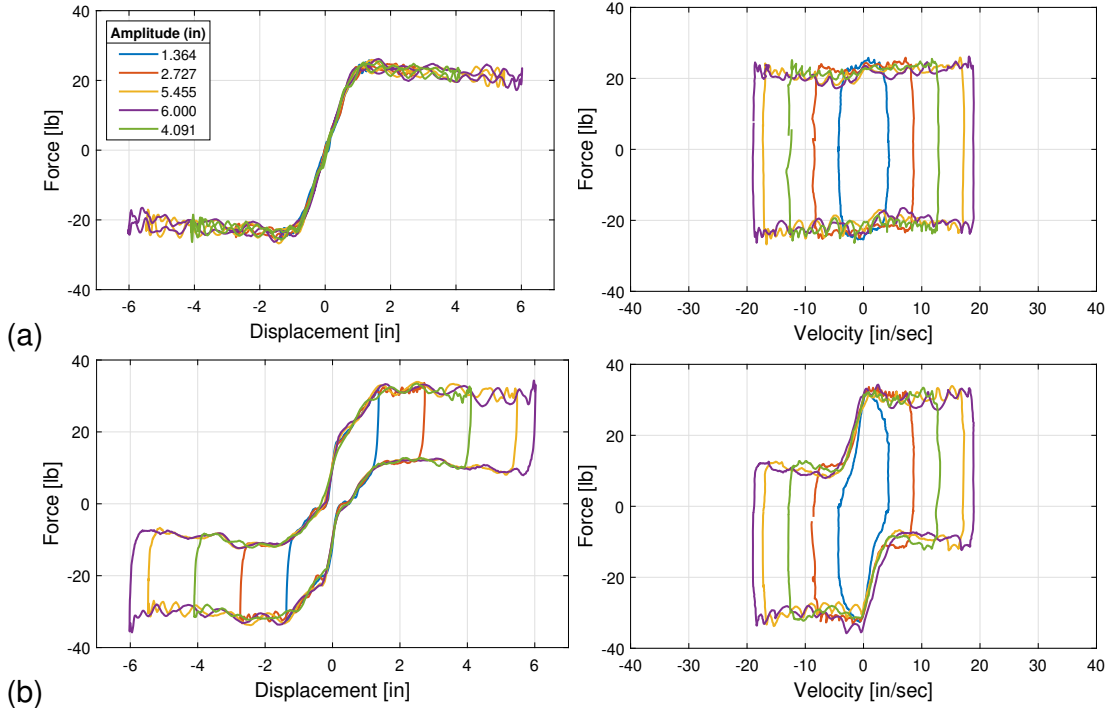 (a)
Force [lb]
40
20
0
-20
-40
Amplitude (in)
1.364
2.727
5.455
6.000
4.091
-6 -4 -2 0 2 4 6
Displacement [in]
Force [lb]
40
20
0
-20
-40
-40 -30 -20 -10 0 10 20 30 40
Velocity [in/sec]
(b)
Force [lb]
40
20
0
-20
-40
-6 -4 -2 0 2 4 6
Displacement [in]
Force [lb]
40
20
0
-20
-40
-40 -30 -20 -10 0 10 20 30 40
Velocity [in/sec]